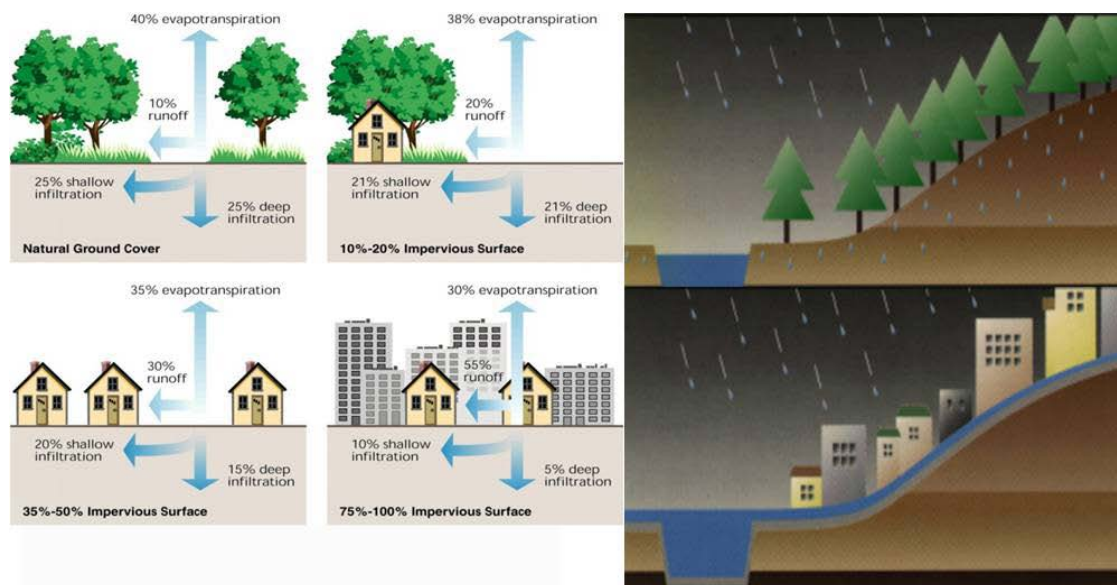 40% evapotranspiration
10%
runoff
25% shallow
infiltration
25% deep
infiltration
Natural Ground Cover
38% evapotranspiration
20%
runoff
21% shallow
infiltration
21% deep
infiltration
10%-20% Impervious Surface
35% evapotranspiration
30%
runoff
20% shallow
infiltration
15% deep
infiltration
35%-50% Impervious Surface
30% evapotranspiration
55%
runoff
10% shallow
infiltration
5% deep
infiltration
75%-100% Impervious Surface